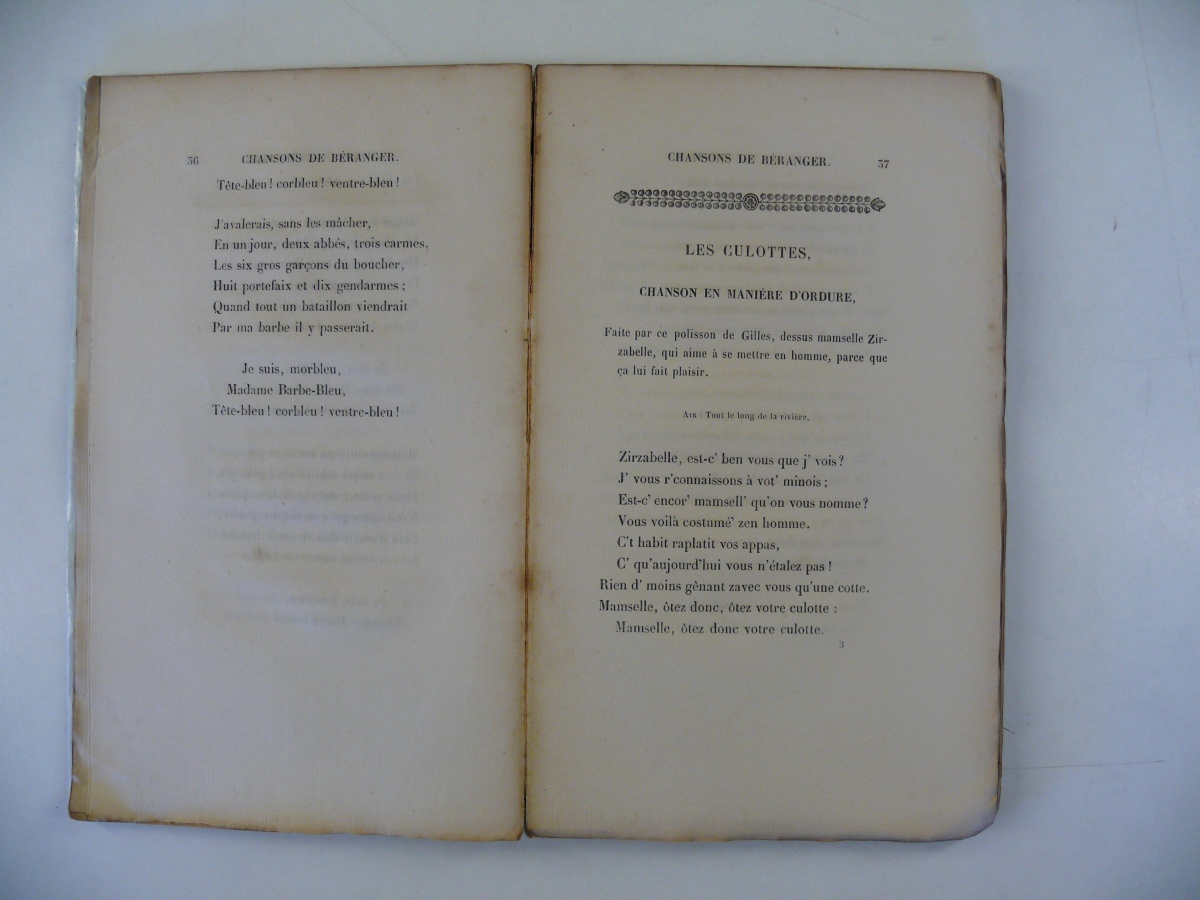 36 CHANSONS DE BÉRANGER.
Tête-bleu ! corbleu ! ventre-bleu !
J'avalerais, sans les mâcher,
En un jour, deux abbés, trois carmes,
Les six gros garçons du boucher,
Huit portefaix et dix gendarmes ;
Quand tout un bataillon viendrait
Par ma barbe il y passerait.
Je suis, morbleu,
Madame Barbe-Bleu,
Tête-bleu ! corbleu ! ventre-bleu !
CHANSONS DE BÉRANGER. 37
LES CULOTTES,
CHANSON EN MANIÈRE D'ORDURE,
Faite par ce polisson de Gilles, dessus mamselle Zir-
zabelle, qui aime à se mettre en homme, parce que
ça lui fait plaisir.
AIR : Tout le long de la rivière.
Zirzabelle, est-c' ben vous que j' vois ?
J' vous r'connaissons à vot' minois ;
Est-c' encor' mamsell' qu'on vous nomme ?
Vous voilà costumé' zen homme.
C't habit raplatit vos appas,
C' qu'aujourd'hui vous n'étalez pas !
Rien d' moins gênant zavec vous qu'une cotte.
Mamselle, ôtez donc, ôtez votre culotte :
Mamselle, ôtez donc votre culotte.
3